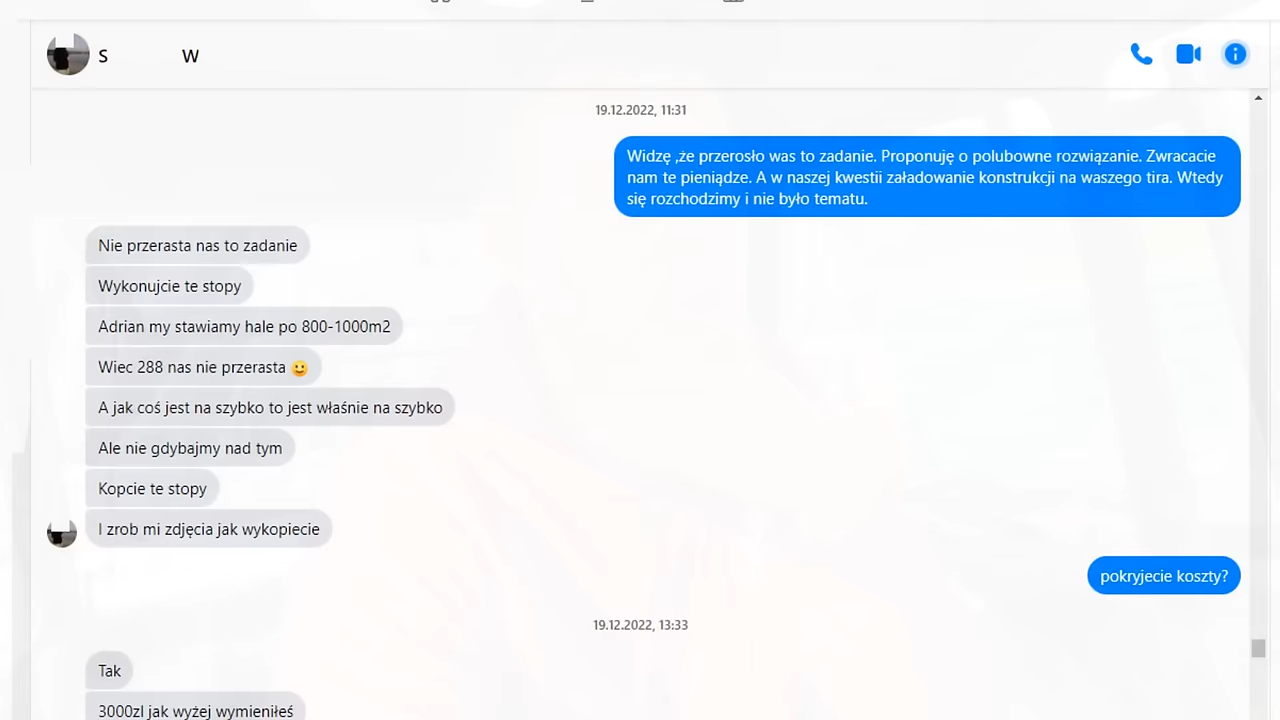 S W
19.12.2022, 11:31
Widzę ,że przerosło was to zadanie. Proponuję o polubowne rozwiązanie. Zwracacie
nam te pieniądze. A w naszej kwestii załadowanie konstrukcji na waszego tira. Wtedy
się rozchodzimy i nie było tematu.
Nie przerasta nas to zadanie
Wykonujcie te stopy
Adrian my stawiamy hale po 800-1000m2
Wiec 288 nas nie przerasta 🙂
A jak coś jest na szybko to jest właśnie na szybko
Ale nie gdybajmy nad tym
Kopcie te stopy
I zrob mi zdjęcia jak wykopiecie
pokryjecie koszty?
19.12.2022, 13:33
Tak
3000zl jak wyżej wymieniłeś